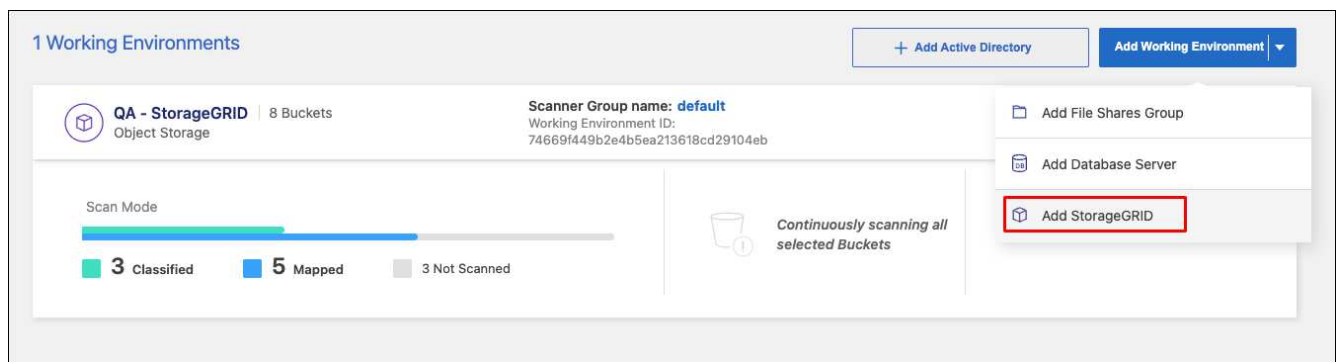 1 Working Environments
+ Add Active Directory
Add Working Environment
QA - StorageGRID | 8 Buckets
Object Storage
Scanner Group name: default
Working Environment ID:
74669f449b2e4b5ea213618cd29104eb
Add File Shares Group
DB
Add Database Server
Add StorageGRID
Scan Mode
3 Classified
5 Mapped
3 Not Scanned
Continuously scanning all
selected Buckets